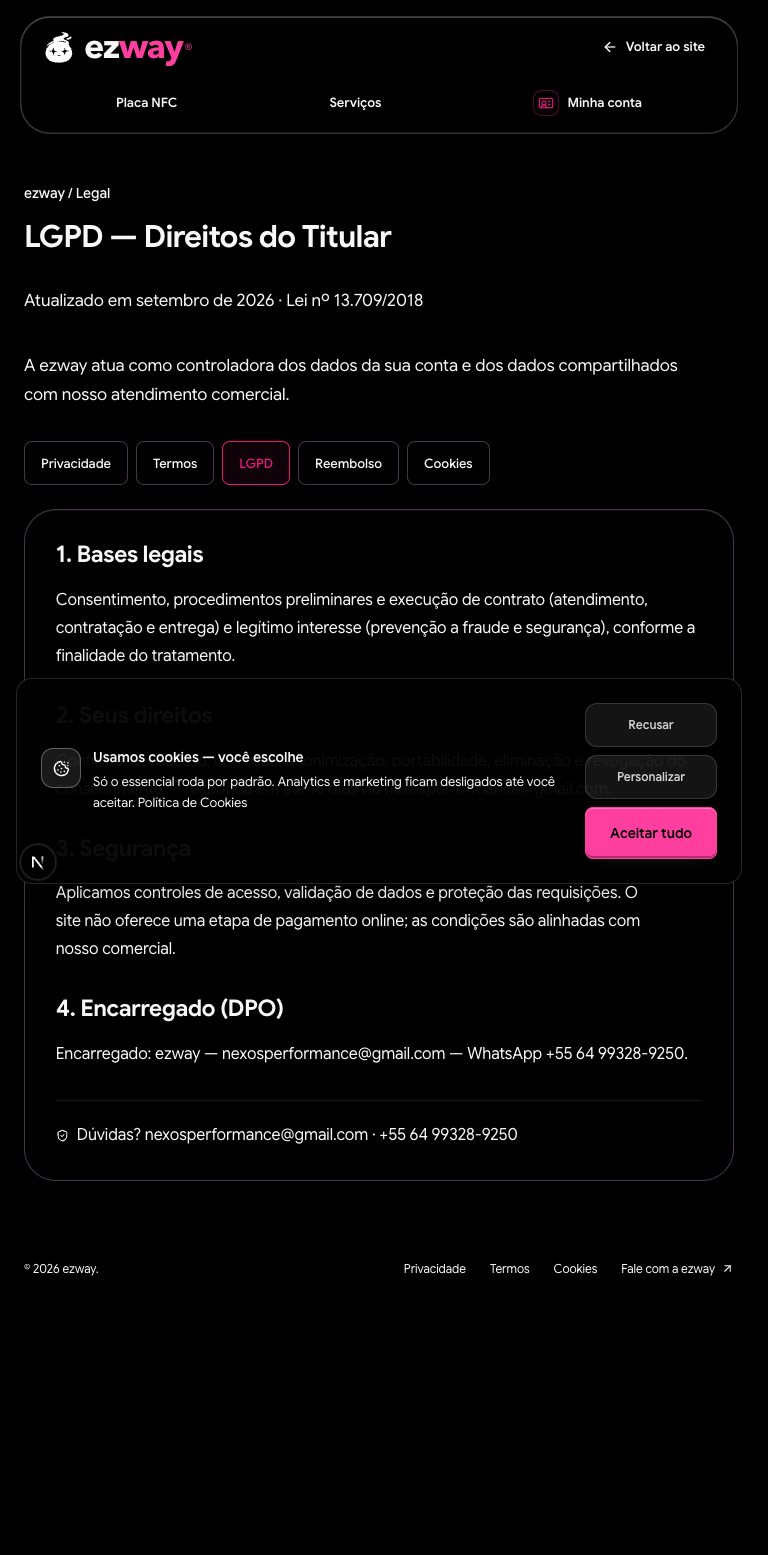 ezway®
Voltar ao site
Placa NFC
Serviços
Minha conta
ezway / Legal
LGPD — Direitos do Titular
Atualizado em setembro de 2026 · Lei nº 13.709/2018
A ezway atua como controladora dos dados da sua conta e dos dados compartilhados
com nosso atendimento comercial.
Privacidade
Termos
LGPD
Reembolso
Cookies
1. Bases legais
Consentimento, procedimentos preliminares e execução de contrato (atendimento,
contratação e entrega) e legítimo interesse (prevenção a fraude e segurança), conforme a
finalidade do tratamento.
2. Seus direitos
portabilidade, eliminação e revogação do
Usamos cookies — você escolhe
Só o essencial roda por padrão. Analytics e marketing ficam desligados até você
aceitar. Política de Cookies
Recusar
Personalizar
Aceitar tudo
N
3. Segurança
Aplicamos controles de acesso, validação de dados e proteção das requisições. O
site não oferece uma etapa de pagamento online; as condições são alinhadas com
nosso comercial.
4. Encarregado (DPO)
Encarregado: ezway — nexosperformance@gmail.com — WhatsApp +55 64 99328-9250.
Dúvidas? nexosperformance@gmail.com · +55 64 99328-9250
© 2026 ezway.
Privacidade
Termos
Cookies
Fale com a ezway